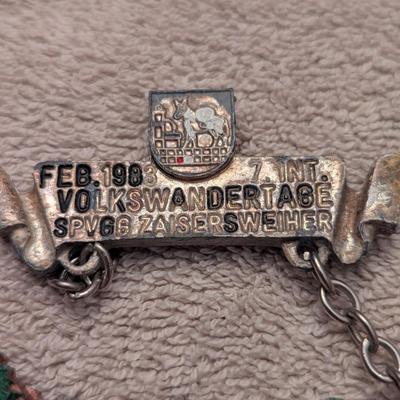 FEB. 1983 7. INT.
VOLKSWANDERTAGE
SPVGG ZAISERSWEIHER